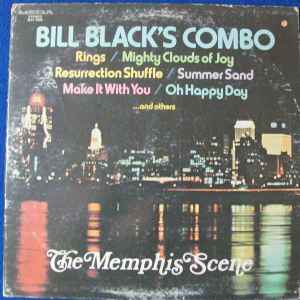 BILL BLACK'S COMBO
Rings / Mighty Clouds of Joy
Resurrection Shuffle / Summer Sand
Make It With You / Oh Happy Day
...and others
The Memphis Scene